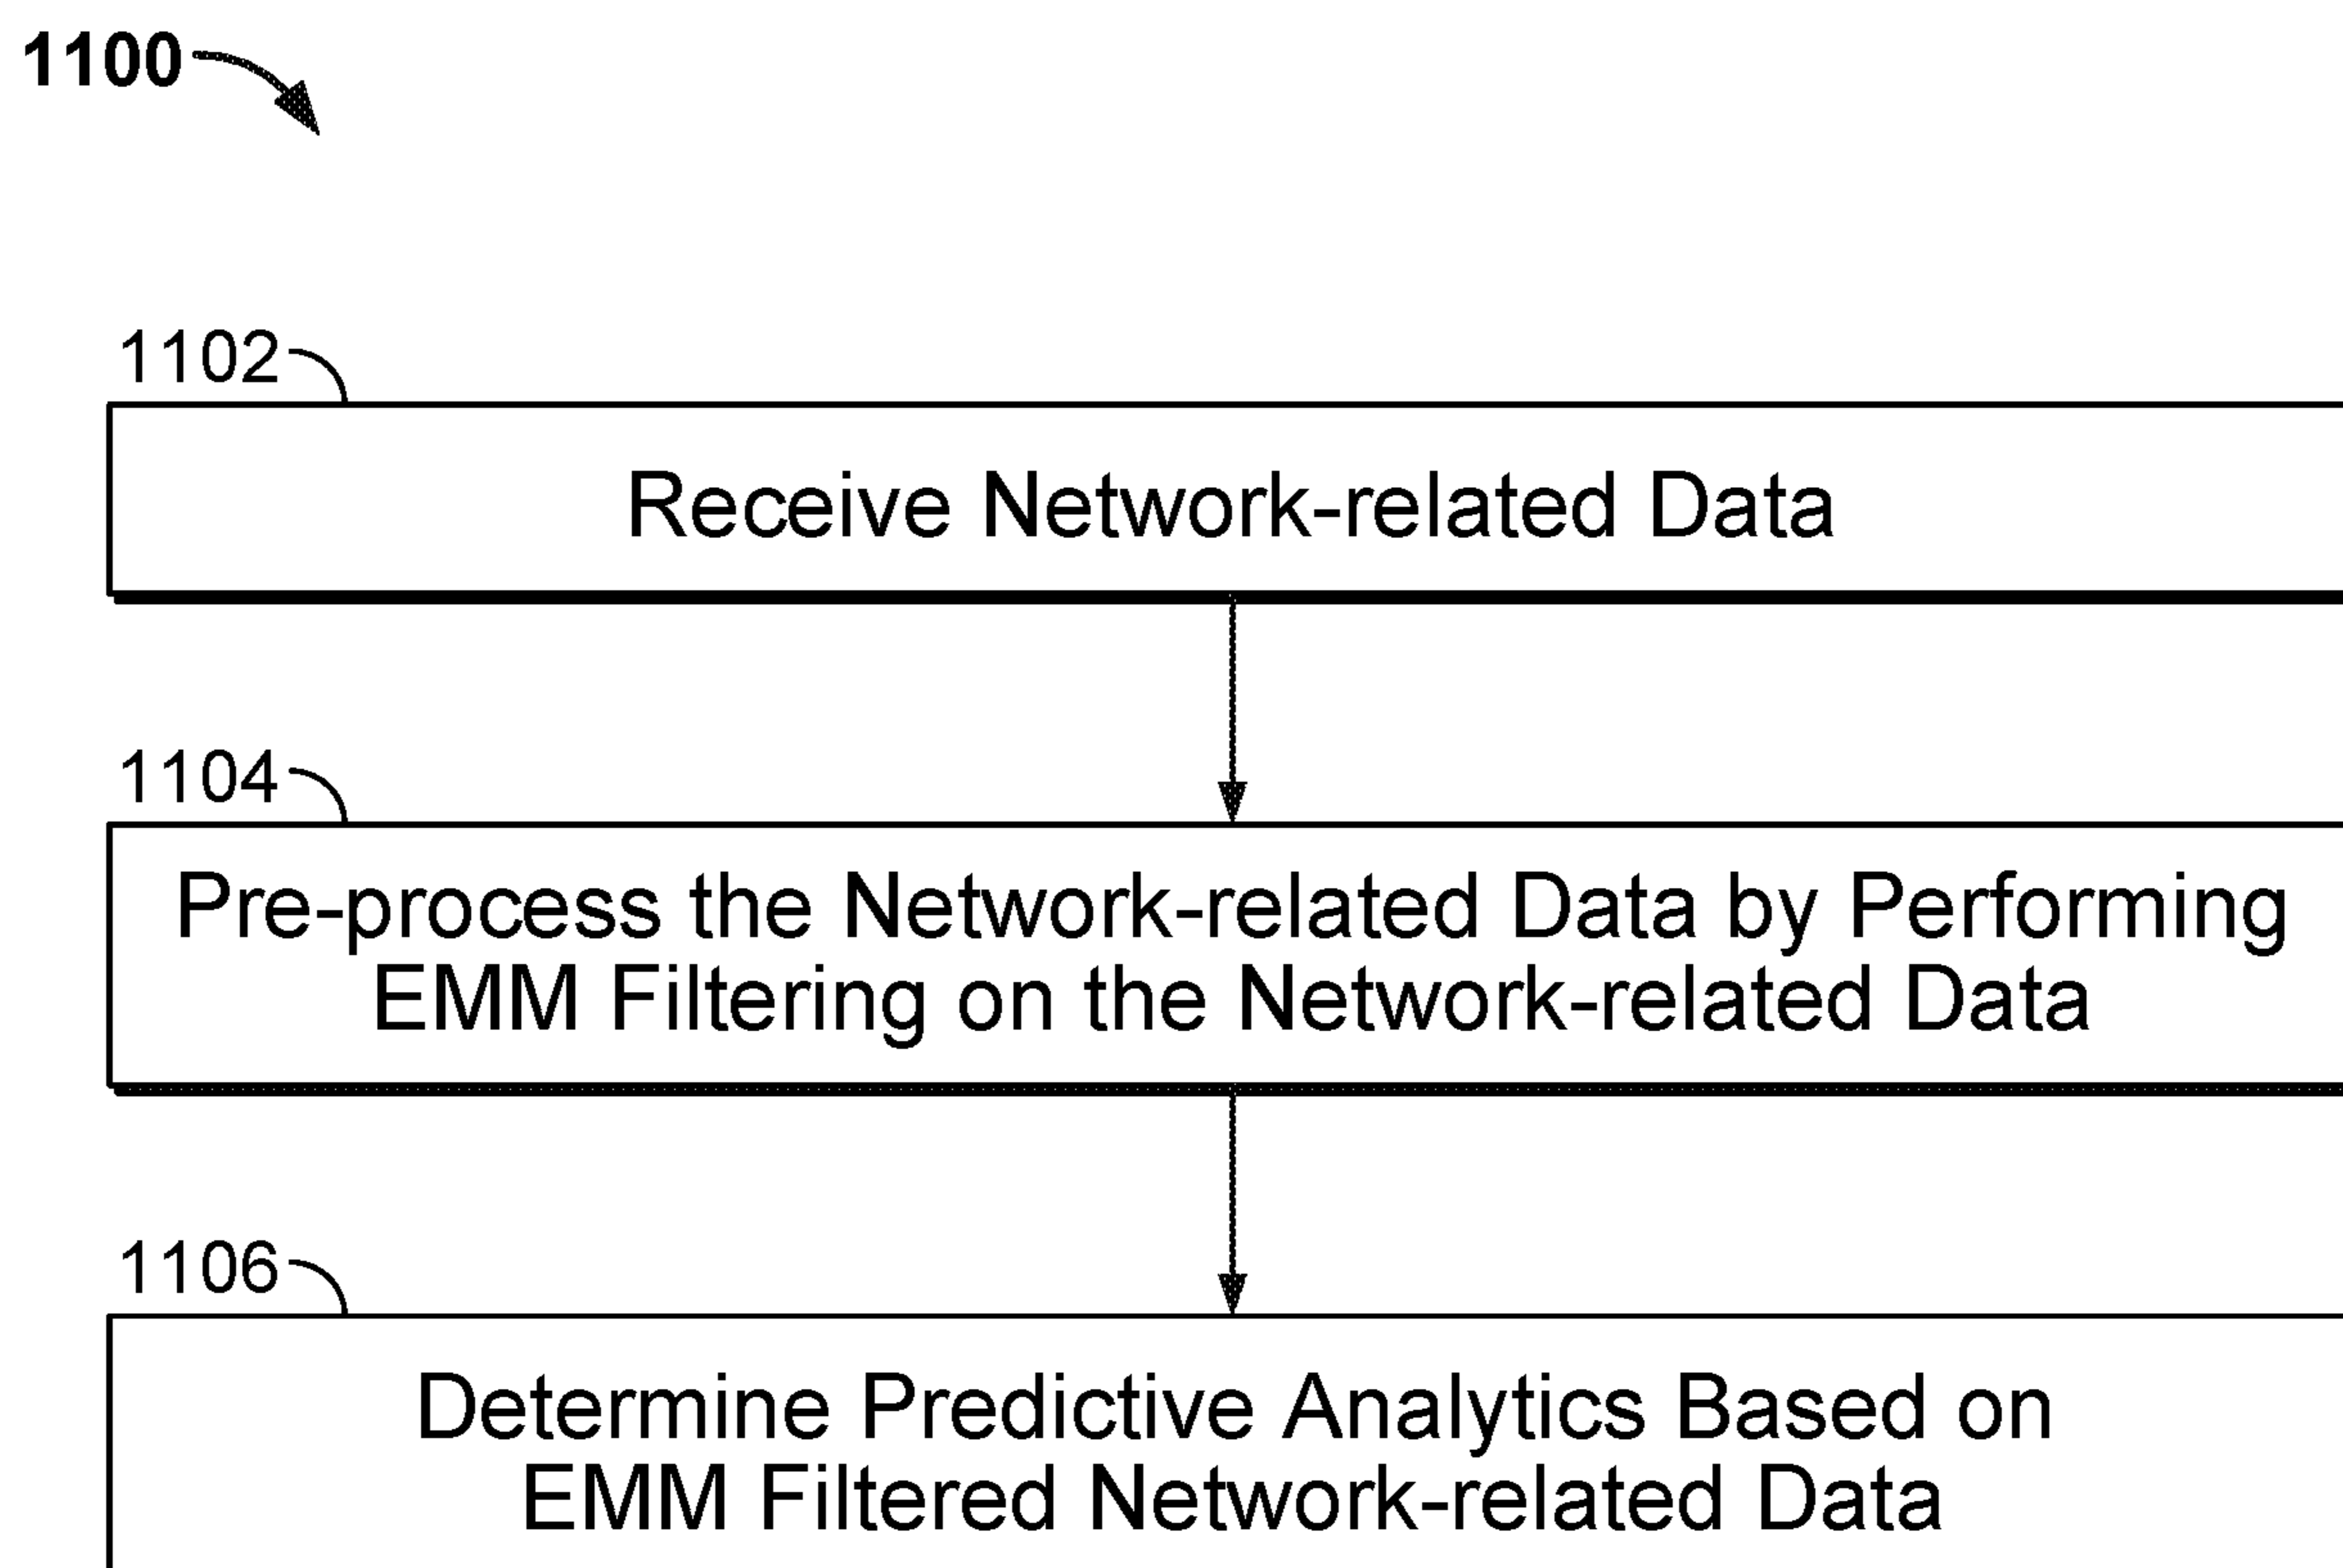 1100
1102
Receive Network-related Data
1104
Pre-process the Network-related Data by Performing
EMM Filtering on the Network-related Data
1106
Determine Predictive Analytics Based on
EMM Filtered Network-related Data